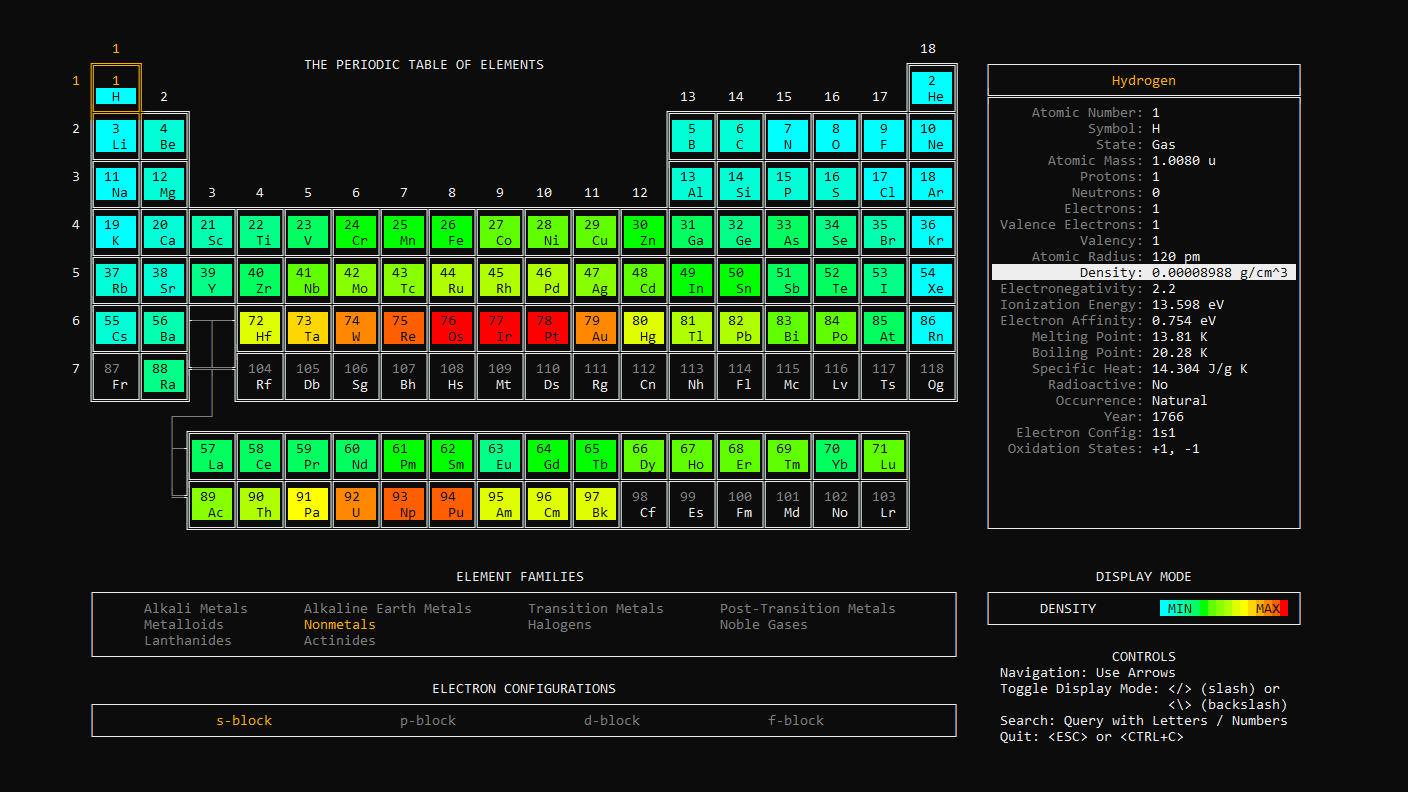 1 18
THE PERIODIC TABLE OF ELEMENTS
1 1 2
H 2 13 14 15 16 17 He
2 3 4 5 6 7 8 9 10
Li Be B C N O F Ne
3 11 12 13 14 15 16 17 18
Na Mg 3 4 5 6 7 8 9 10 11 12 Al Si P S Cl Ar
4 19 20 21 22 23 24 25 26 27 28 29 30 31 32 33 34 35 36
K Ca Sc Ti V Cr Mn Fe Co Ni Cu Zn Ga Ge As Se Br Kr
5 37 38 39 40 41 42 43 44 45 46 47 48 49 50 51 52 53 54
Rb Sr Y Zr Nb Mo Tc Ru Rh Pd Ag Cd In Sn Sb Te I Xe
6 55 56 72 73 74 75 76 77 78 79 80 81 82 83 84 85 86
Cs Ba Hf Ta W Re Os Ir Pt Au Hg Tl Pb Bi Po At Rn
7 87 88 104 105 106 107 108 109 110 111 112 113 114 115 116 117 118
Fr Ra Rf Db Sg Bh Hs Mt Ds Rg Cn Nh Fl Mc Lv Ts Og
57 58 59 60 61 62 63 64 65 66 67 68 69 70 71
La Ce Pr Nd Pm Sm Eu Gd Tb Dy Ho Er Tm Yb Lu
89 90 91 92 93 94 95 96 97 98 99 100 101 102 103
Ac Th Pa U Np Pu Am Cm Bk Cf Es Fm Md No Lr
Hydrogen
Atomic Number: 1
Symbol: H
State: Gas
Atomic Mass: 1.0080 u
Protons: 1
Neutrons: 0
Electrons: 1
Valence Electrons: 1
Valency: 1
Atomic Radius: 120 pm
Density: 0.00008988 g/cm^3
Electronegativity: 2.2
Ionization Energy: 13.598 eV
Electron Affinity: 0.754 eV
Melting Point: 13.81 K
Boiling Point: 20.28 K
Specific Heat: 14.304 J/g K
Radioactive: No
Occurrence: Natural
Year: 1766
Electron Config: 1s1
Oxidation States: +1, -1
ELEMENT FAMILIES
Alkali Metals Alkaline Earth Metals Transition Metals Post-Transition Metals
Metalloids Nonmetals Halogens Noble Gases
Lanthanides Actinides
ELECTRON CONFIGURATIONS
s-block p-block d-block f-block
DISPLAY MODE
DENSITY MIN MAX
CONTROLS
Navigation: Use Arrows
Toggle Display Mode: </> (slash) or
<\> (backslash)
Search: Query with Letters / Numbers
Quit: <ESC> or <CTRL+C>